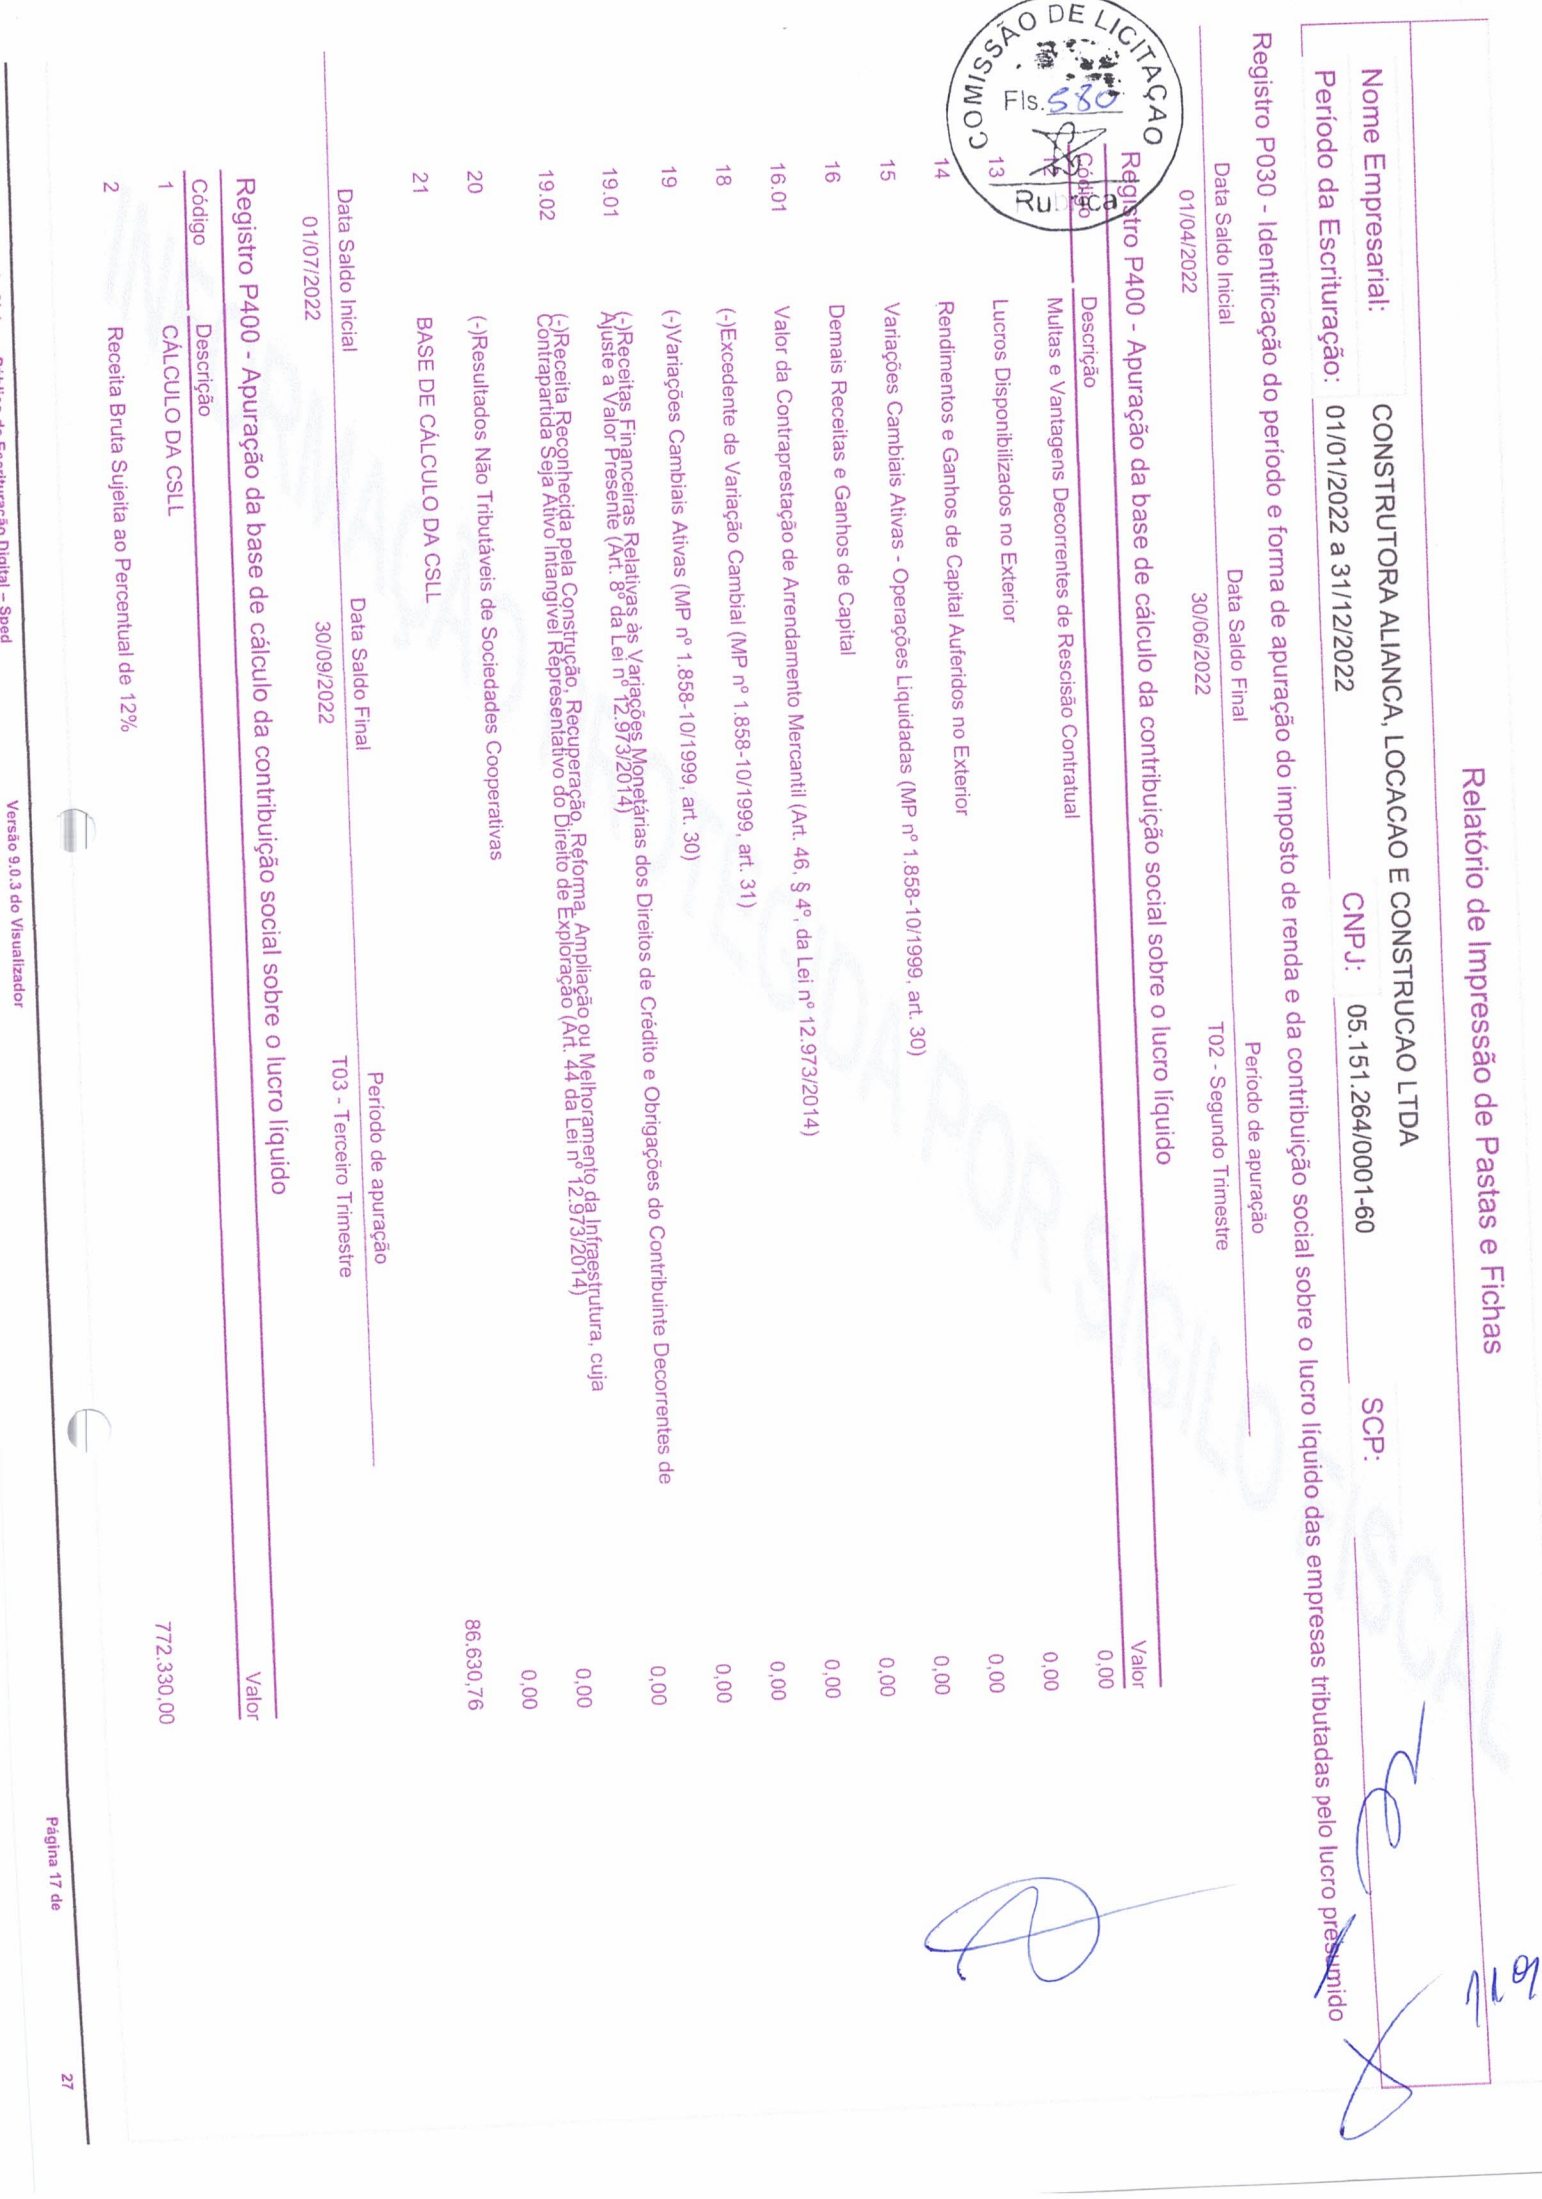 Relatório de Impressão de Pastas e Fichas
Nome Empresarial: CONSTRUTORA ALIANCA, LOCACAO E CONSTRUCAO LTDA
Período da Escrituração: 01/01/2022 a 31/12/2022 CNPJ: 05.151.264/0001-60 SCP:
Registro P030 - Identificação do período e forma de apuração do imposto de renda e da contribuição social sobre o lucro líquido das empresas tributadas pelo lucro presumido
Data Saldo Inicial Data Saldo Final Período de apuração
01/04/2022 30/06/2022 T02 - Segundo Trimestre
Registro P400 - Apuração da base de cálculo da contribuição social sobre o lucro líquido
Código Descrição Valor
12 Multas e Vantagens Decorrentes de Rescisão Contratual 0,00
13 Lucros Disponibilizados no Exterior 0,00
14 Rendimentos e Ganhos de Capital Auferidos no Exterior 0,00
15 Variações Cambiais Ativas - Operações Liquidadas (MP nº 1.858-10/1999, art. 30) 0,00
16 Demais Receitas e Ganhos de Capital 0,00
16.01 Valor da Contraprestação de Arrendamento Mercantil (Art. 46, § 4º, da Lei nº 12.973/2014) 0,00
18 (-)Excedente de Variação Cambial (MP nº 1.858-10/1999, art. 31) 0,00
19 (-)Variações Cambiais Ativas (MP nº 1.858-10/1999, art. 30) 0,00
19.01 (-)Receitas Financeiras Relativas às Variações Monetárias dos Direitos de Crédito e Obrigações do Contribuinte Decorrentes de
Ajuste a Valor Presente (Art. 8º da Lei nº 12.973/2014) 0,00
19.02 (-)Receita Reconhecida pela Construção, Recuperação, Reforma, Ampliação ou Melhoramento da Infraestrutura, cuja
Contrapartida Seja Ativo Intangível Representativo do Direito de Exploração (Art. 44 da Lei nº 12.973/2014) 0,00
20 (-)Resultados Não Tributáveis de Sociedades Cooperativas 0,00
21 BASE DE CÁLCULO DA CSLL 86.630,76
Data Saldo Inicial Data Saldo Final Período de apuração
01/07/2022 30/09/2022 T03 - Terceiro Trimestre
Registro P400 - Apuração da base de cálculo da contribuição social sobre o lucro líquido
Código Descrição Valor
1 CÁLCULO DA CSLL
2 Receita Bruta Sujeita ao Percentual de 12% 772.330,00
Escrituração Digital – Sped
Versão 9.0.3 do Visualizador
Página 17 de 27
COMISSÃO DE LICITAÇÃO
Fls. 580
Rubrica